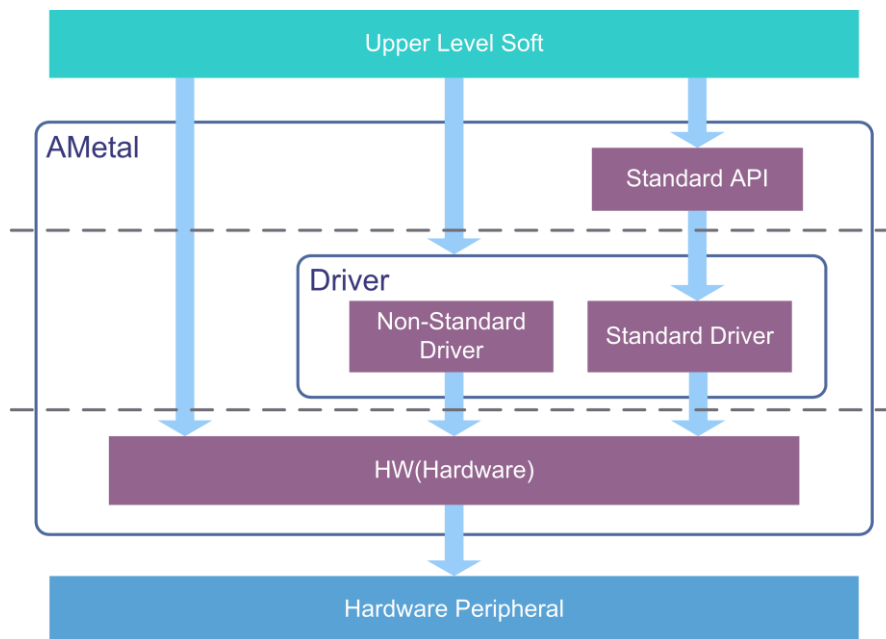 Upper Level Soft
AMetal
Standard API
Driver
Non-Standard
Driver
Standard Driver
HW(Hardware)
Hardware Peripheral